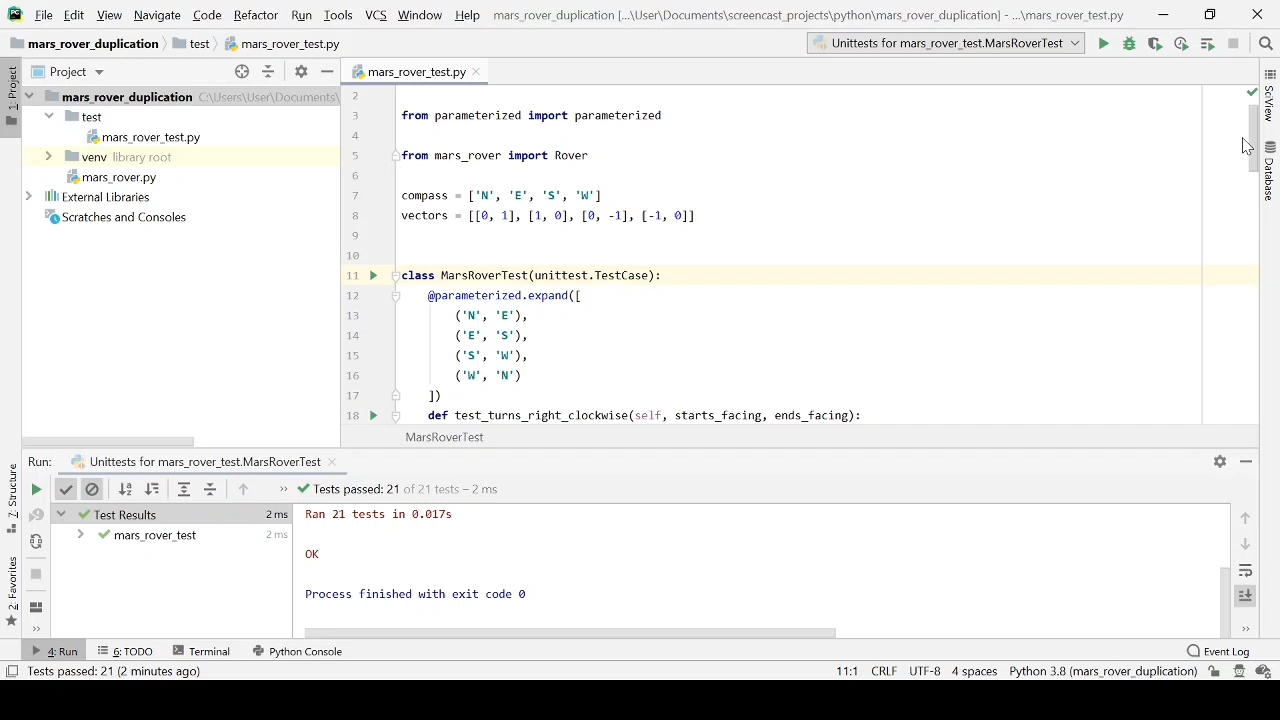 File Edit View Navigate Code Refactor Run Tools VCS Window Help mars_rover_duplication [...\User\Documents\screencast_projects\python\mars_rover_duplication] - ...\mars_rover_test.py
mars_rover_duplication test mars_rover_test.py Unittests for mars_rover_test.MarsRoverTest
1: Project
Project
mars_rover_duplication C:\Users\User\Documents\
test
mars_rover_test.py
venv library root
mars_rover.py
External Libraries
Scratches and Consoles
mars_rover_test.py
2
3 from parameterized import parameterized
4
5 from mars_rover import Rover
6
7 compass = ['N', 'E', 'S', 'W']
8 vectors = [[0, 1], [1, 0], [0, -1], [-1, 0]]
9
10
11 class MarsRoverTest(unittest.TestCase):
12 @parameterized.expand([
13 ('N', 'E'),
14 ('E', 'S'),
15 ('S', 'W'),
16 ('W', 'N')
17 ])
18 def test_turns_right_clockwise(self, starts_facing, ends_facing):
MarsRoverTest
SciView
Database
Run: Unittests for mars_rover_test.MarsRoverTest
Tests passed: 21 of 21 tests – 2 ms
Test Results 2 ms
mars_rover_test 2 ms
Ran 21 tests in 0.017s
OK
Process finished with exit code 0
7: Structure
2: Favorites
4: Run 6: TODO Terminal Python Console Event Log
Tests passed: 21 (2 minutes ago) 11:1 CRLF UTF-8 4 spaces Python 3.8 (mars_rover_duplication)